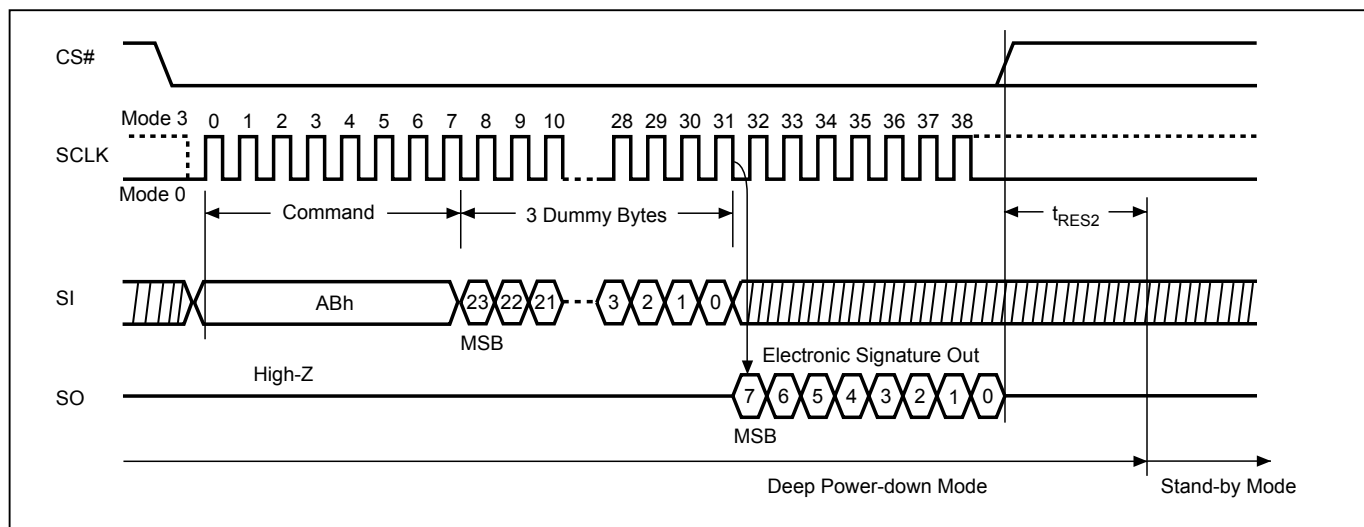 CS#
Mode 3 0 1 2 3 4 5 6 7 8 9 10 28 29 30 31 32 33 34 35 36 37 38
SCLK
Mode 0
Command 3 Dummy Bytes tRES2
SI ABh 23 22 21 3 2 1 0
MSB
Electronic Signature Out
High-Z
SO 7 6 5 4 3 2 1 0
MSB
Deep Power-down Mode Stand-by Mode